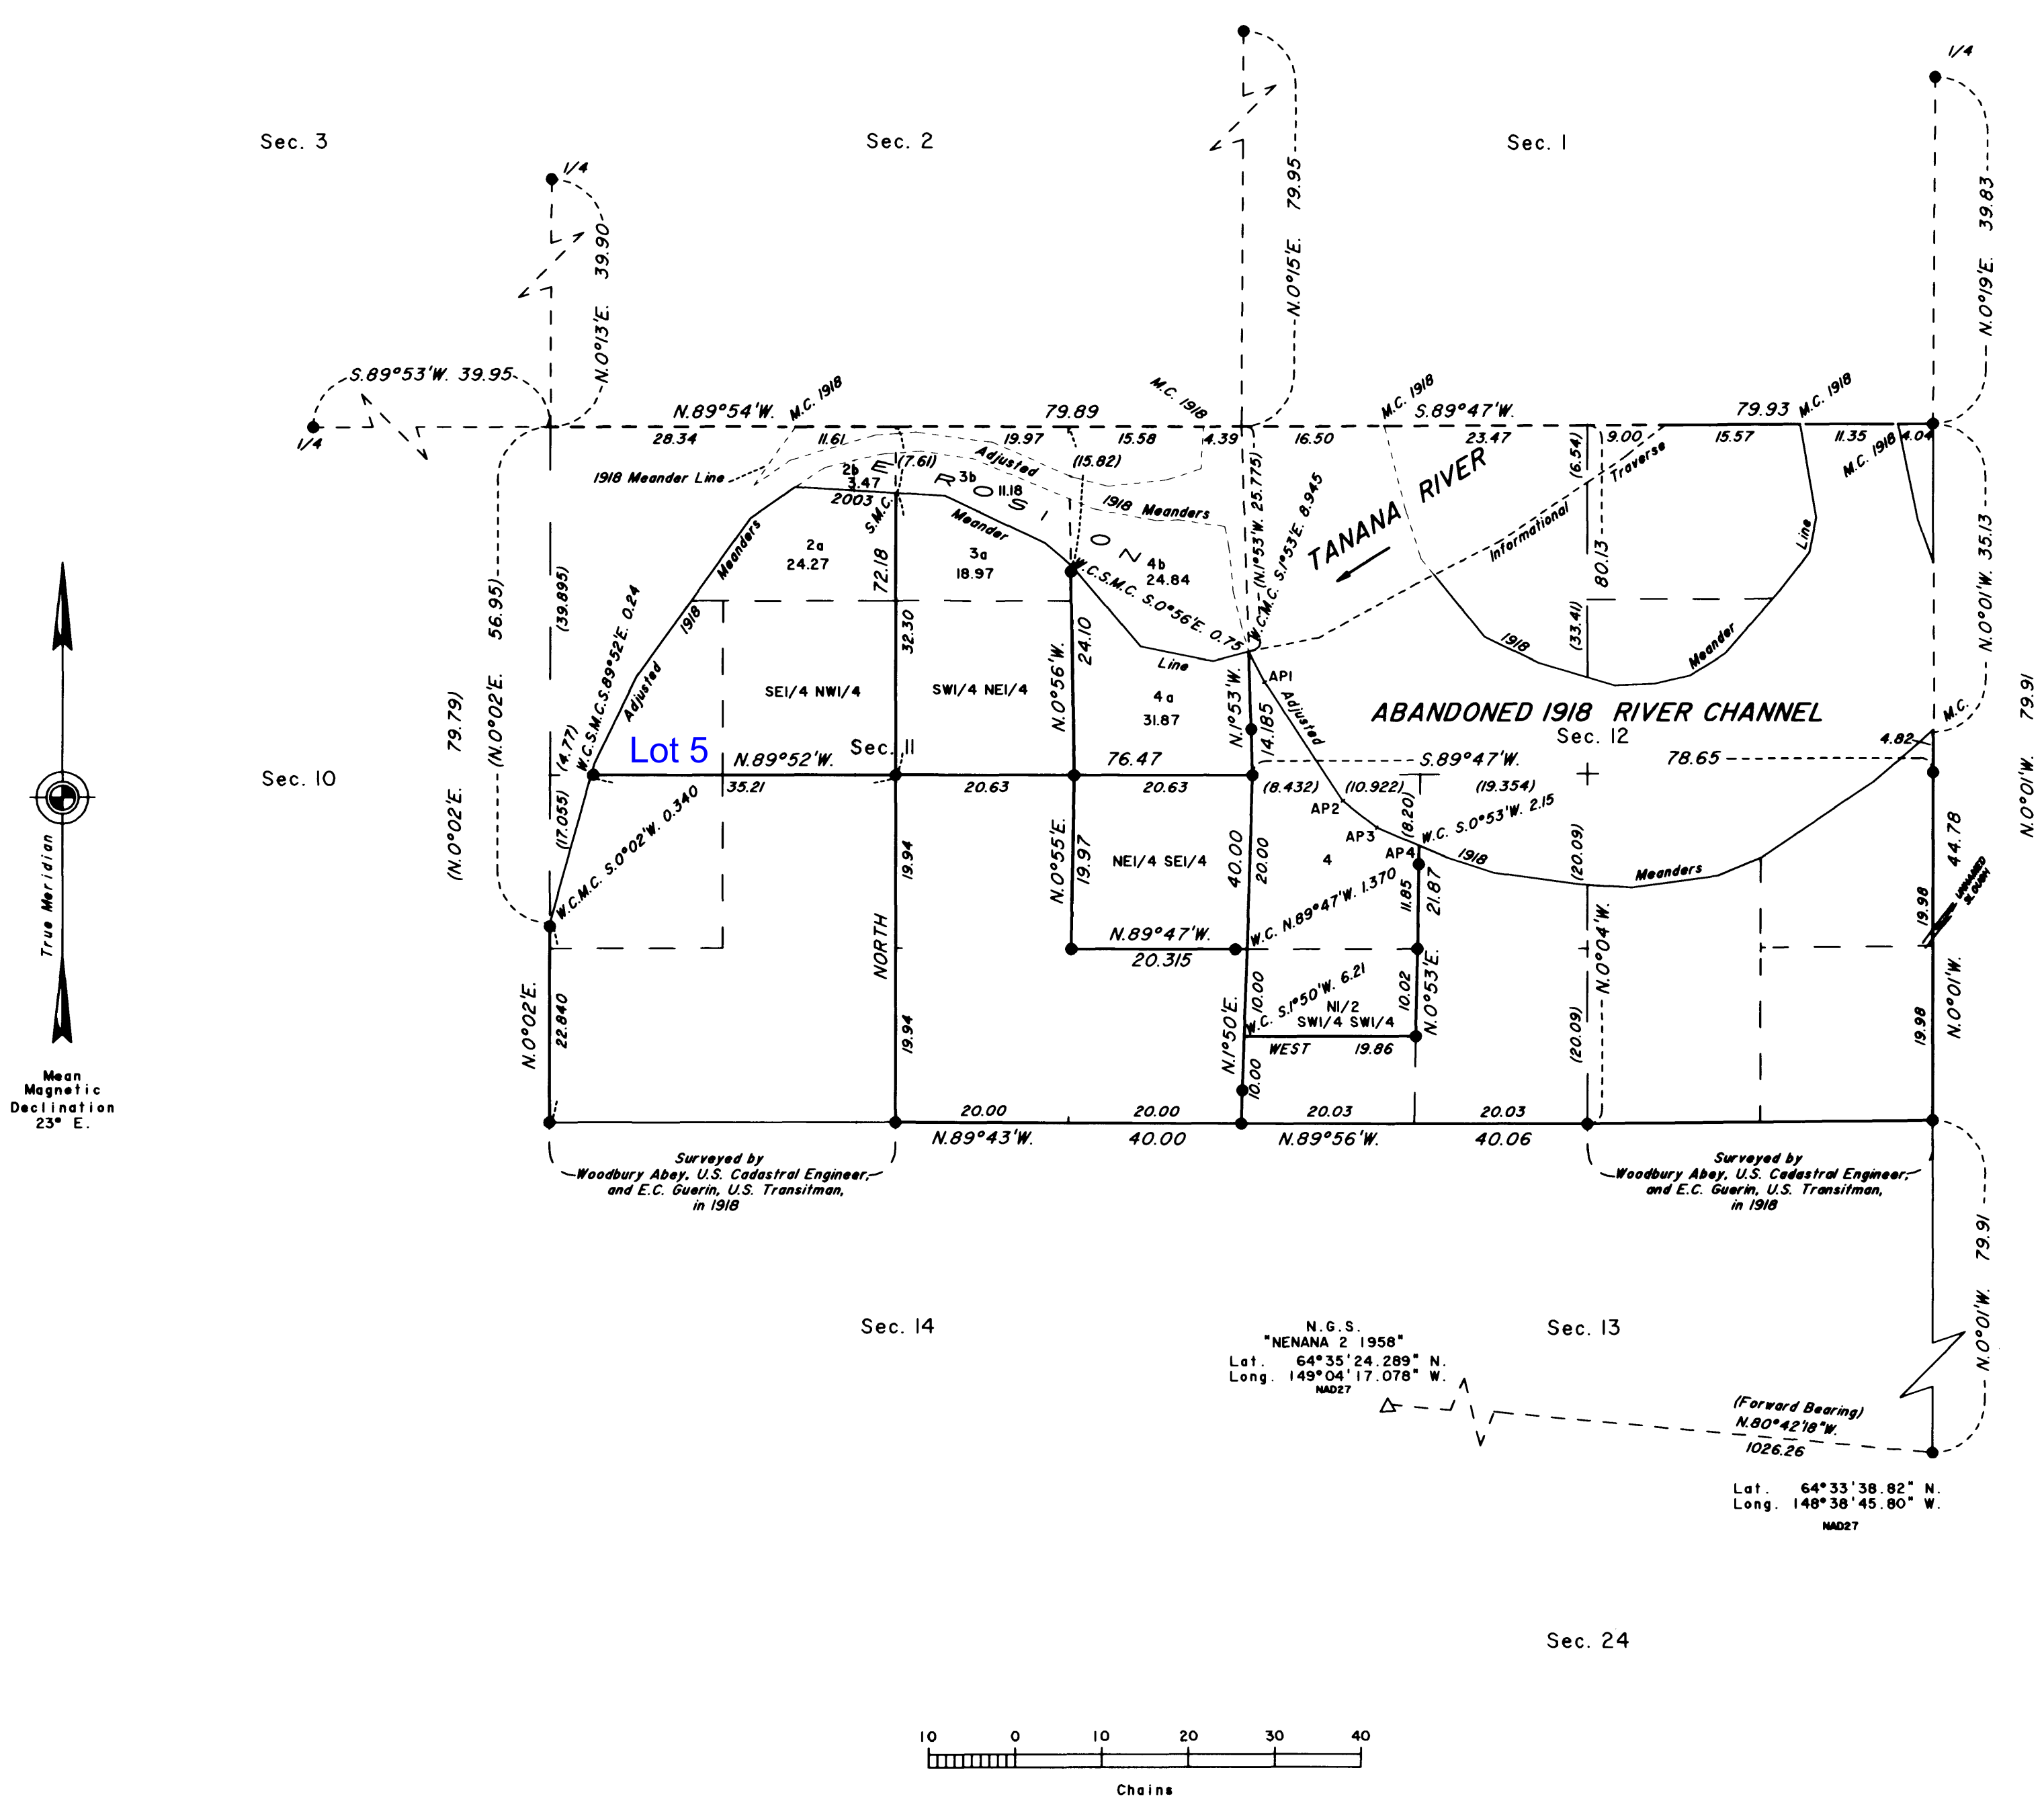 1/4
1/4
Sec. 3
Sec. 2
Sec. 1
1/4
N.0°13'E. 39.90
N.0°15'E. 79.95
N.0°19'E. 39.83
S.89°53'W. 39.95
1/4
N.89°54'W.
M.C. 1918
79.89
M.C. 1918
M.C. 1918
S.89°47'W.
79.93
M.C. 1918
28.34
11.61
19.97
15.58
4.39
16.50
23.47
9.00
15.57
11.35
4.04
M.C. 1918
1918 Meander Line
2b
3.47
EROSION
(7.61)
3b
11.18
Adjusted
(15.82)
1918 Meanders
(N.1°53'W. 25.775)
W.C.M.C. S.1°53'E. 8.945
TANANA RIVER
Informational
Traverse
(6.54)
80.13
(33.41)
Line
N.0°01'W. 35.13
2003
S.M.C.
Meander
Meanders
2a
24.27
72.18
3a
18.97
4b
24.84
W.C.S.M.C. S.0°56'E. 0.75
1918
Adjusted
(N.0°02'E. 79.79)
(N.0°02'E. 56.95)
(39.895)
(4.77)
W.C.S.M.C.S.89°52'E. 0.24
32.30
N.0°56'W.
24.10
Line
1918
Meander
SE1/4 NW1/4
SW1/4 NE1/4
4a
31.87
N.1°53'W.
14.185
AP1
Adjusted
ABANDONED 1918 RIVER CHANNEL
Sec. 12
M.C.
4.82
N.0°01'W. 79.91
Sec. 10
Lot 5
N.89°52'W.
Sec. 11
76.47
S.89°47'W.
78.65
35.21
20.63
20.63
(8.432)
(10.922)
(19.354)
(17.055)
W.C.M.C. S.0°02'W. 0.340
19.94
N.0°55'E.
19.97
NE1/4 SE1/4
40.00
20.00
AP2
AP3
AP4
4
(8.20)
W.C. S.0°53'W. 2.15
1918
Meanders
(20.09)
44.78
19.98
UNNAMED
SLOUGH
True Meridian
NORTH
N.89°47'W.
20.315
W.C. N.89°47'W. 1.370
11.85
21.87
N.0°04'W.
N.0°02'E.
22.840
19.94
N.1°50'E.
10.00
W.C. S.1°50'W. 6.21
N1/2
SW1/4 SW1/4
10.02
N.0°53'E.
(20.09)
19.98
N.0°01'W.
WEST 19.86
10.00
Mean
Magnetic
Declination
23° E.
20.00
20.00
20.03
20.03
N.89°43'W.
40.00
N.89°56'W.
40.06
Surveyed by
Woodbury Abey, U.S. Cadastral Engineer,
and E.C. Guerin, U.S. Transitman,
in 1918
Surveyed by
Woodbury Abey, U.S. Cadastral Engineer,
and E.C. Guerin, U.S. Transitman,
in 1918
N.0°01'W. 79.91
Sec. 14
Sec. 13
N.G.S.
"NENANA 2 1958"
Lat. 64°35'24.289" N.
Long. 149°04'17.078" W.
NAD27
(Forward Bearing)
N.80°42'18"W.
1026.26
Lat. 64°33'38.82" N.
Long. 148°38'45.80" W.
NAD27
Sec. 24
10 0 10 20 30 40
Chains